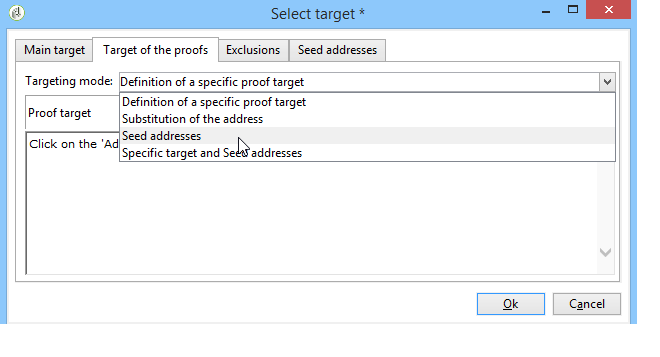 Select target *
Main target Target of the proofs Exclusions Seed addresses
Targeting mode: Definition of a specific proof target
Definition of a specific proof target
Proof target
Substitution of the address
Seed addresses
Click on the 'Ad
Specific target and Seed addresses
Ok Cancel